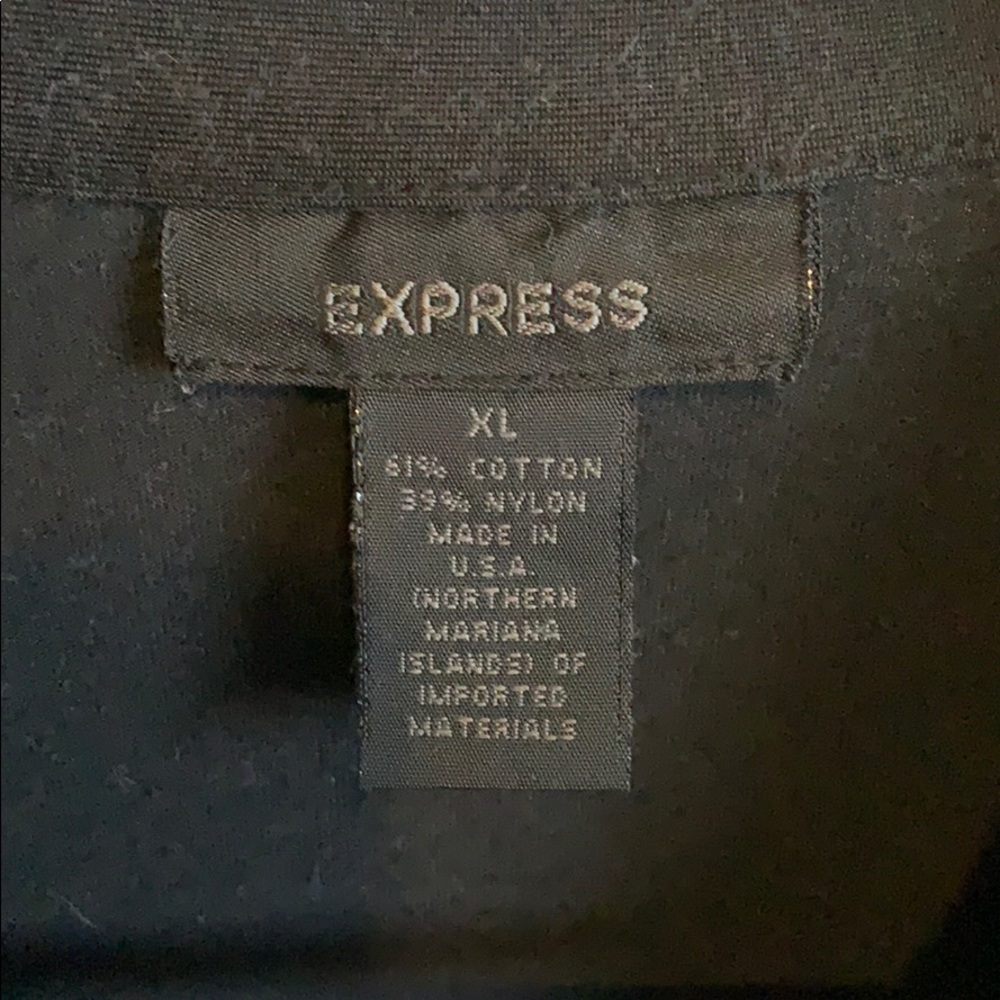 EXPRESS
XL
61% COTTON
39% NYLON
MADE IN
U.S.A.
(NORTHERN
MARIANA
ISLANDS) OF
IMPORTED
MATERIALS